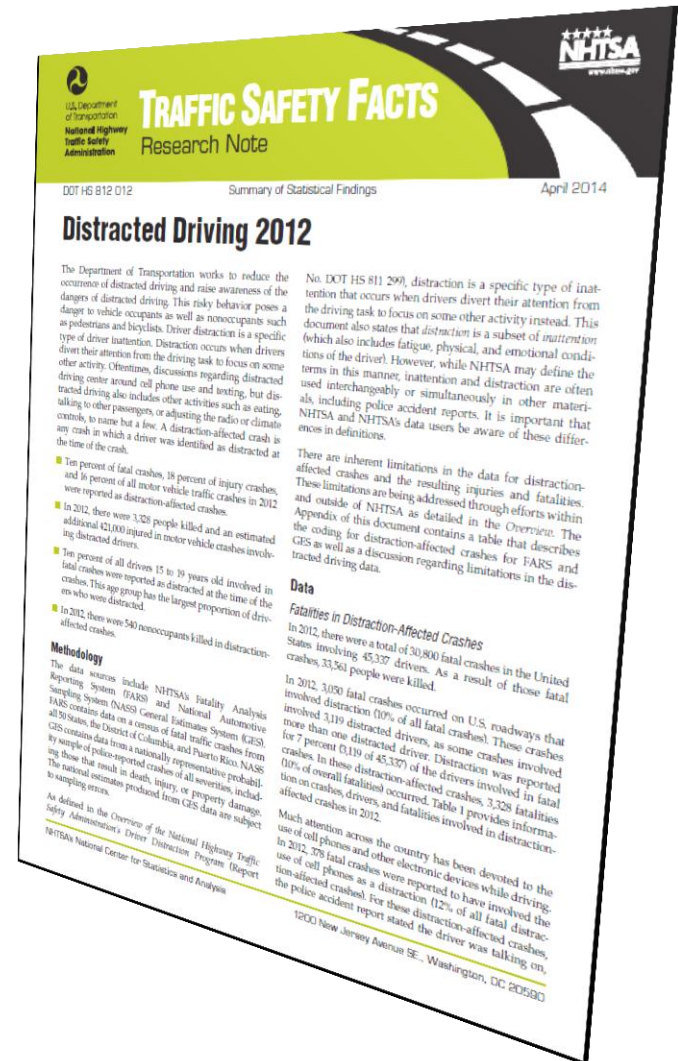 NHTSA
www.nhtsa.gov
U.S. Department
of Transportation
National Highway
Traffic Safety
Administration
TRAFFIC SAFETY FACTS
Research Note
DOT HS 812 012 Summary of Statistical Findings April 2014
Distracted Driving 2012
The Department of Transportation works to reduce the
occurrence of distracted driving and raise awareness of the
dangers of distracted driving. This risky behavior poses a
danger to vehicle occupants as well as nonoccupants such
as pedestrians and bicyclists. Driver distraction is a specific
type of driver inattention. Distraction occurs when drivers
divert their attention from the driving task to focus on some
other activity. Oftentimes, discussions regarding distracted
driving center around cell phone use and texting, but dis-
tracted driving also includes other activities such as eating,
talking to other passengers, or adjusting the radio or climate
controls, to name but a few. A distraction-affected crash is
any crash in which a driver was identified as distracted at
the time of the crash.
Ten percent of fatal crashes, 18 percent of injury crashes,
and 16 percent of all motor vehicle traffic crashes in 2012
were reported as distraction-affected crashes.
In 2012, there were 3,328 people killed and an estimated
additional 421,000 injured in motor vehicle crashes involv-
ing distracted drivers.
Ten percent of all drivers 15 to 19 years old involved in
fatal crashes were reported as distracted at the time of the
crashes. This age group has the largest proportion of driv-
ers who were distracted.
In 2012, there were 540 nonoccupants killed in distraction-
affected crashes.
Methodology
The data sources include NHTSA's Fatality Analysis
Reporting System (FARS) and National Automotive
Sampling System (NASS) General Estimates System (GES).
FARS contains data on a census of fatal traffic crashes from
all 50 States, the District of Columbia, and Puerto Rico. NASS
GES contains data from a nationally representative probabil-
ity sample of police-reported crashes of all severities, includ-
ing those that result in death, injury, or property damage.
The national estimates produced from GES data are subject
to sampling errors.
As defined in the Overview of the National Highway Traffic
Safety Administration's Driver Distraction Program (Report
No. DOT HS 811 299), distraction is a specific type of inat-
tention that occurs when drivers divert their attention from
the driving task to focus on some other activity instead. This
document also states that distraction is a subset of inattention
(which also includes fatigue, physical, and emotional condi-
tions of the driver). However, while NHTSA may define the
terms in this manner, inattention and distraction are often
used interchangeably or simultaneously in other materi-
als, including police accident reports. It is important that
NHTSA and NHTSA's data users be aware of these differ-
ences in definitions.
There are inherent limitations in the data for distraction-
affected crashes and the resulting injuries and fatalities.
These limitations are being addressed through efforts within
and outside of NHTSA as detailed in the Overview. The
Appendix of this document contains a table that describes
the coding for distraction-affected crashes for FARS and
GES as well as a discussion regarding limitations in the dis-
tracted driving data.
Data
Fatalities in Distraction-Affected Crashes
In 2012, there were a total of 30,800 fatal crashes in the United
States involving 45,337 drivers. As a result of those fatal
crashes, 33,561 people were killed.
In 2012, 3,050 fatal crashes occurred on U.S. roadways that
involved distraction (10% of all fatal crashes). These crashes
involved 3,119 distracted drivers, as some crashes involved
more than one distracted driver. Distraction was reported
for 7 percent (3,119 of 45,337) of the drivers involved in fatal
crashes. In these distraction-affected crashes, 3,328 fatalities
(10% of overall fatalities) occurred. Table 1 provides informa-
tion on crashes, drivers, and fatalities involved in distraction-
affected crashes in 2012.
Much attention across the country has been devoted to the
use of cell phones and other electronic devices while driving.
In 2012, 378 fatal crashes were reported to have involved the
use of cell phones as a distraction (12% of all fatal distrac-
tion-affected crashes). For these distraction-affected crashes,
the police accident report stated the driver was talking on,
NHTSA's National Center for Statistics and Analysis
1200 New Jersey Avenue SE., Washington, DC 20590